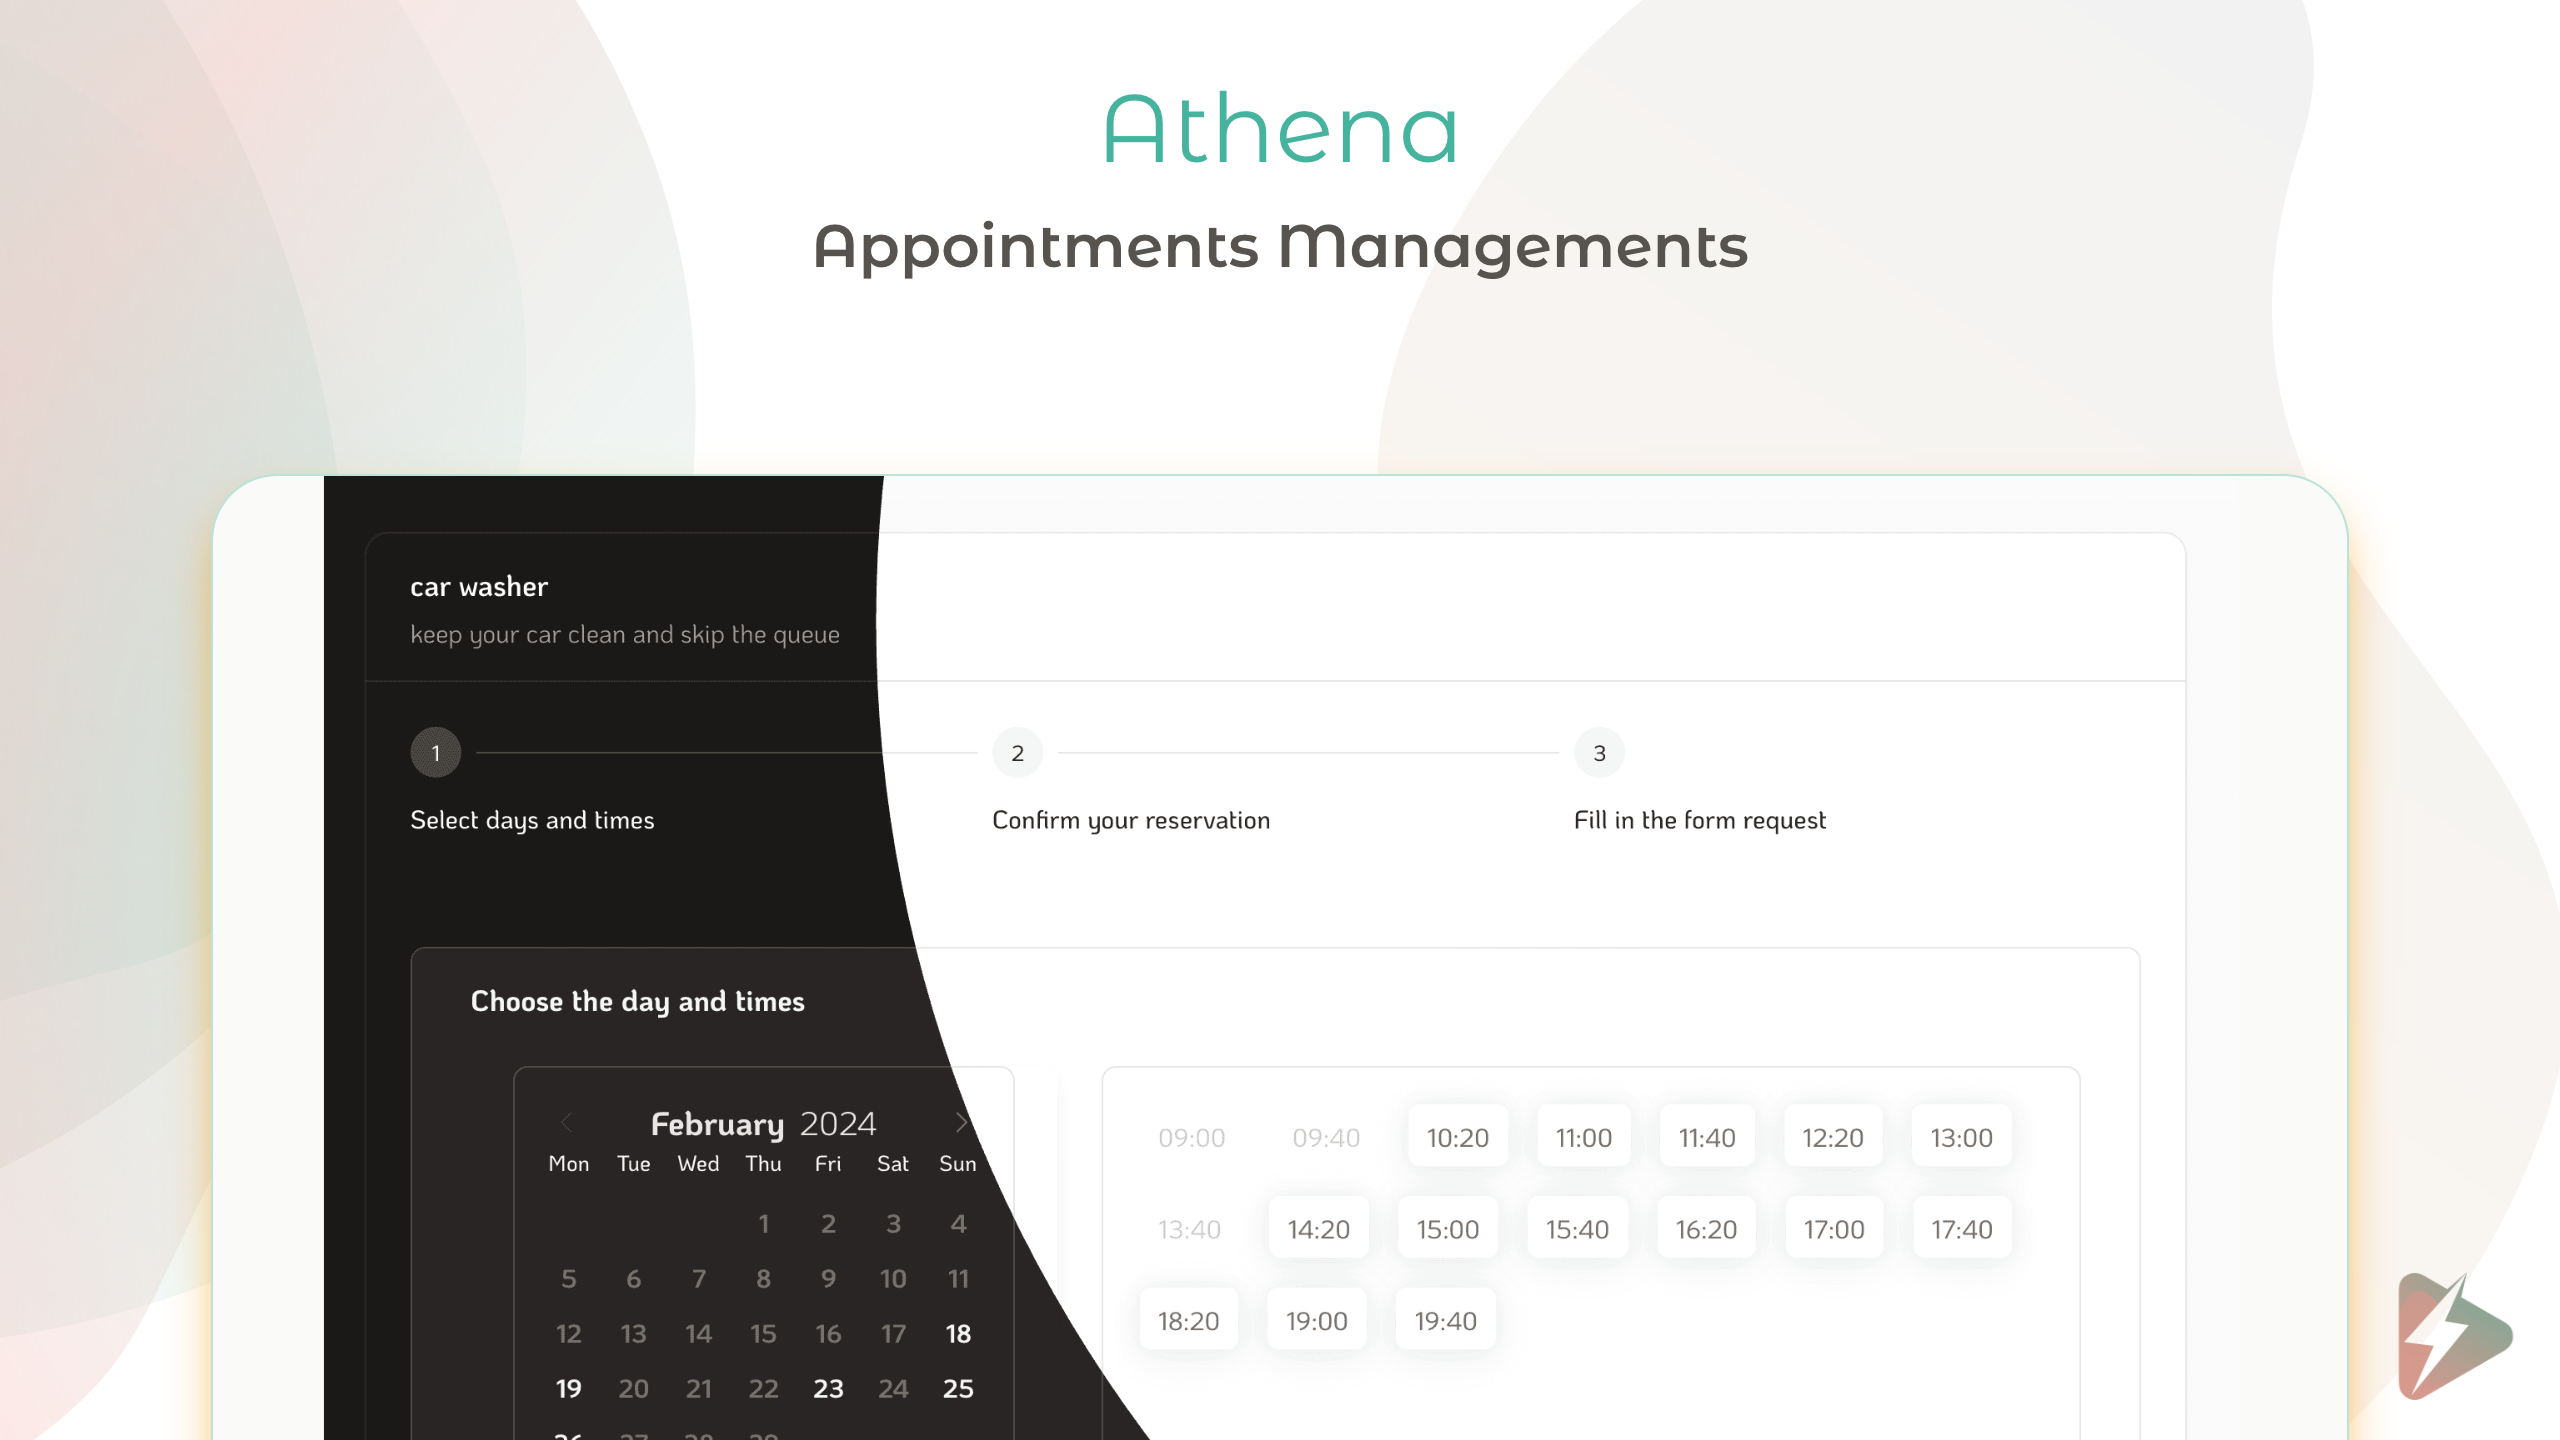 Athena
Appointments Managements
car washer
keep your car clean and skip the queue
1 2 3
Select days and times Confirm your reservation Fill in the form request
Choose the day and times
February 2024
Mon Tue Wed Thu Fri Sat Sun
1 2 3 4
5 6 7 8 9 10 11
12 13 14 15 16 17 18
19 20 21 22 23 24 25
26 27 28 29
09:00 09:40 10:20 11:00 11:40 12:20 13:00
13:40 14:20 15:00 15:40 16:20 17:00 17:40
18:20 19:00 19:40